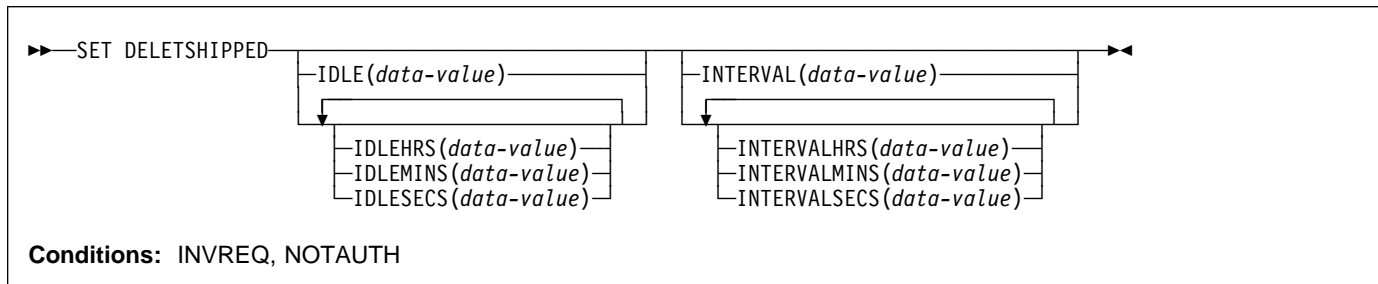 SET DELETSHIPPED
IDLE(data-value) INTERVAL(data-value)
IDLEHRS(data-value) INTERVALHRS(data-value)
IDLEMINS(data-value) INTERVALMINS(data-value)
IDLESECS(data-value) INTERVALSECS(data-value)
Conditions: INVREQ, NOTAUTH